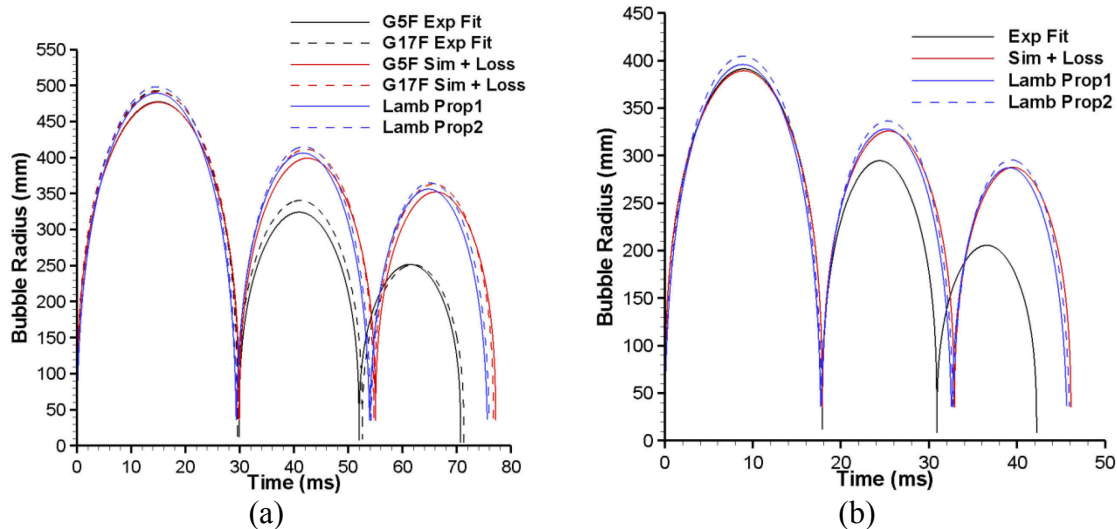 G5F Exp Fit
G17F Exp Fit
G5F Sim + Loss
G17F Sim + Loss
Lamb Prop1
Lamb Prop2
550
500
450
400
350
300
250
200
150
100
50
0
Bubble Radius (mm)
0 10 20 30 40 50 60 70 80
Time (ms)
(a)
Exp Fit
Sim + Loss
Lamb Prop1
Lamb Prop2
450
400
350
300
250
200
150
100
50
0
Bubble Radius (mm)
0 10 20 30 40 50
Time (ms)
(b)